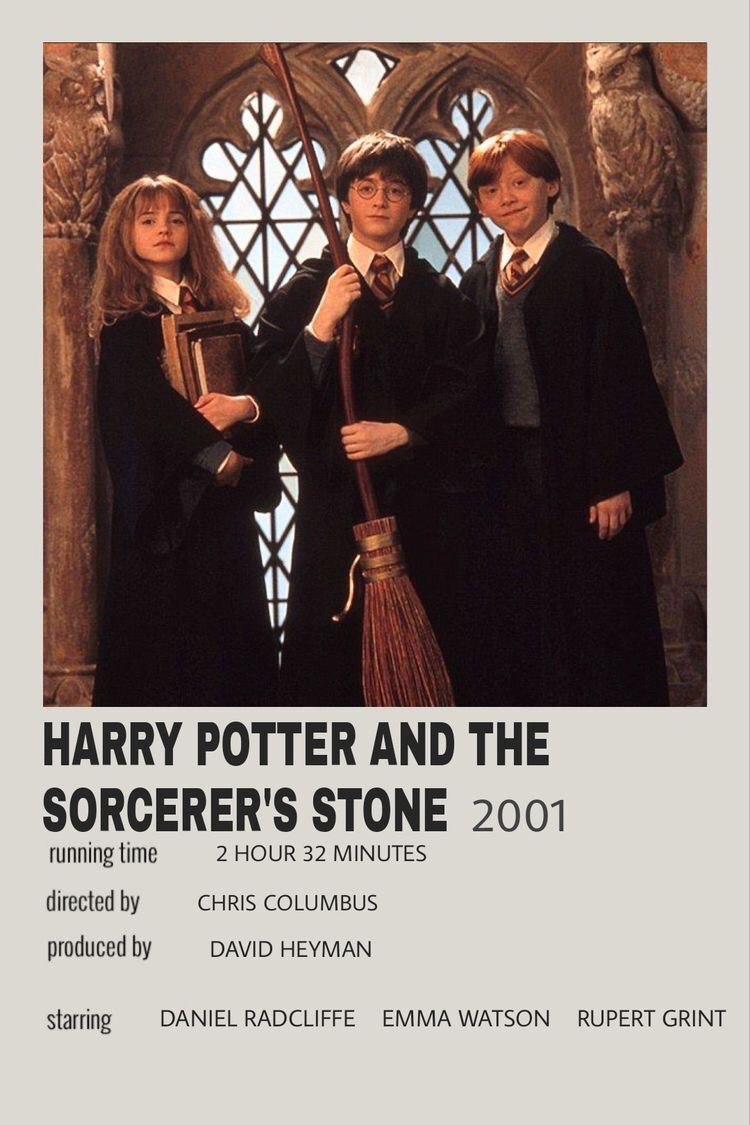 HARRY POTTER AND THE
SORCERER'S STONE 2001
running time 2 HOUR 32 MINUTES
directed by CHRIS COLUMBUS
produced by DAVID HEYMAN
starring DANIEL RADCLIFFE EMMA WATSON RUPERT GRINT